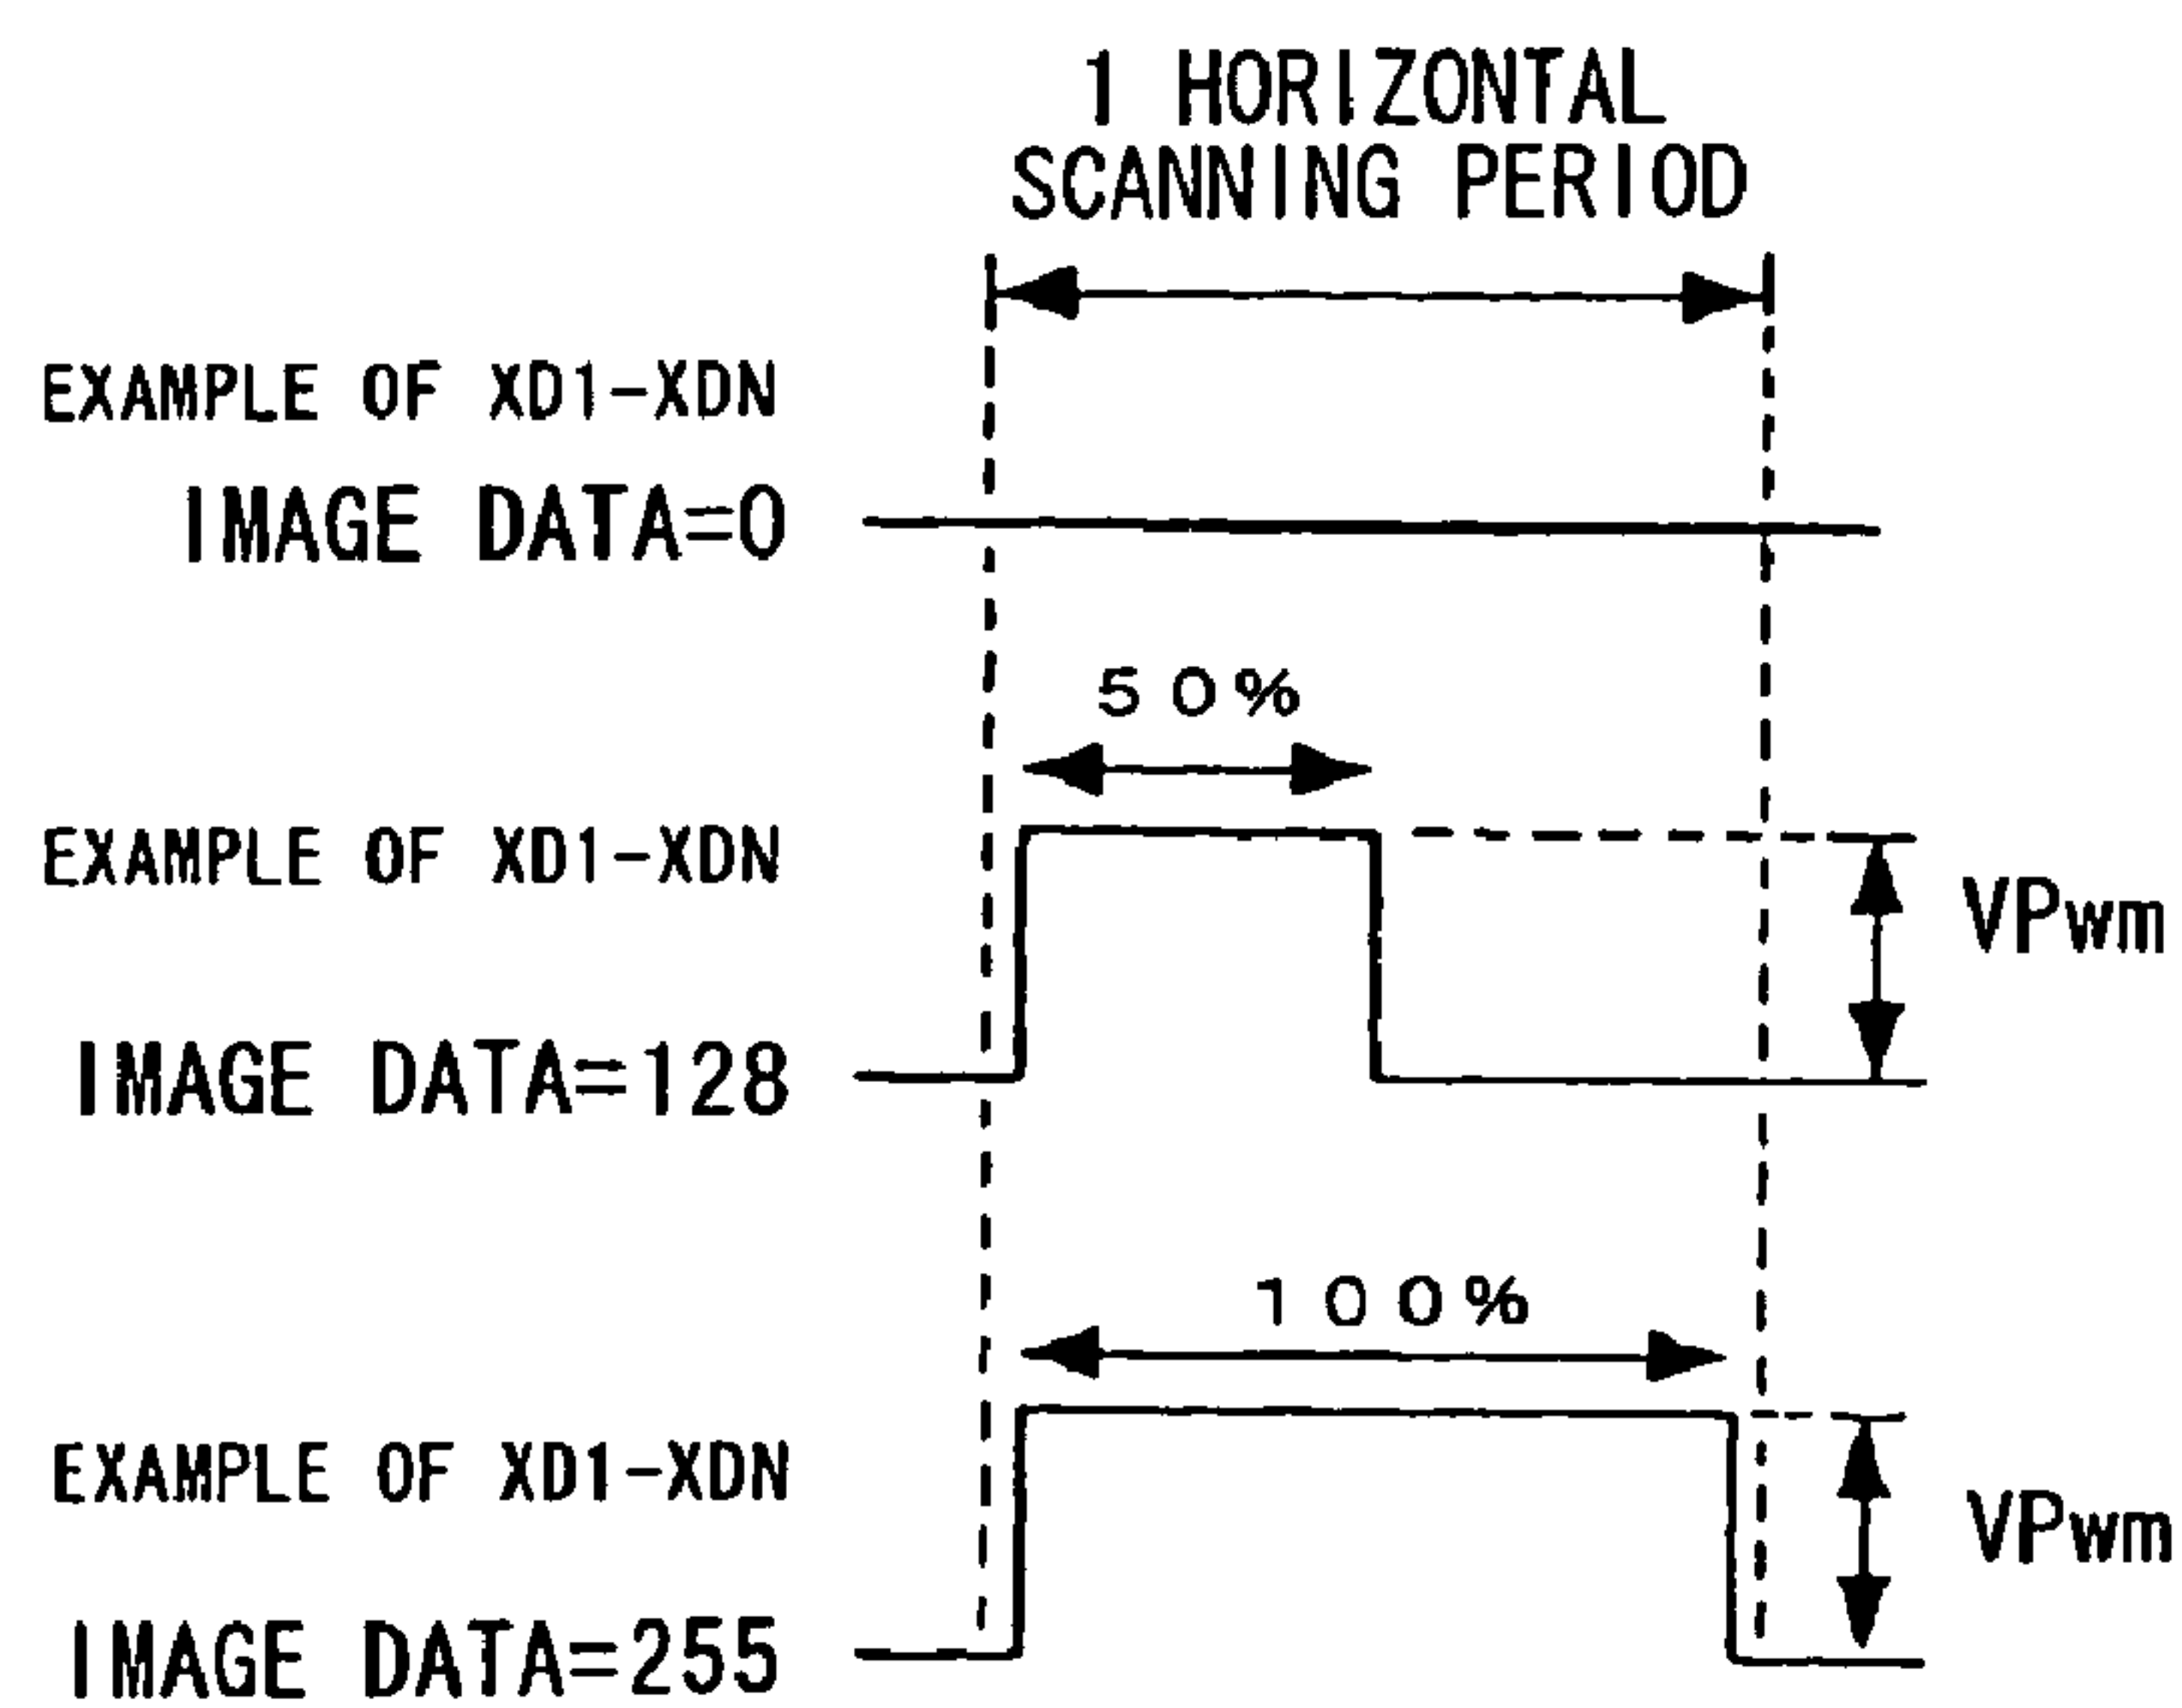 1 HORIZONTAL
SCANNING PERIOD
EXAMPLE OF XD1-XDN
IMAGE DATA=0
50%
EXAMPLE OF XD1-XDN
VPwm
IMAGE DATA=128
100%
EXAMPLE OF XD1-XDN
VPwm
IMAGE DATA=255